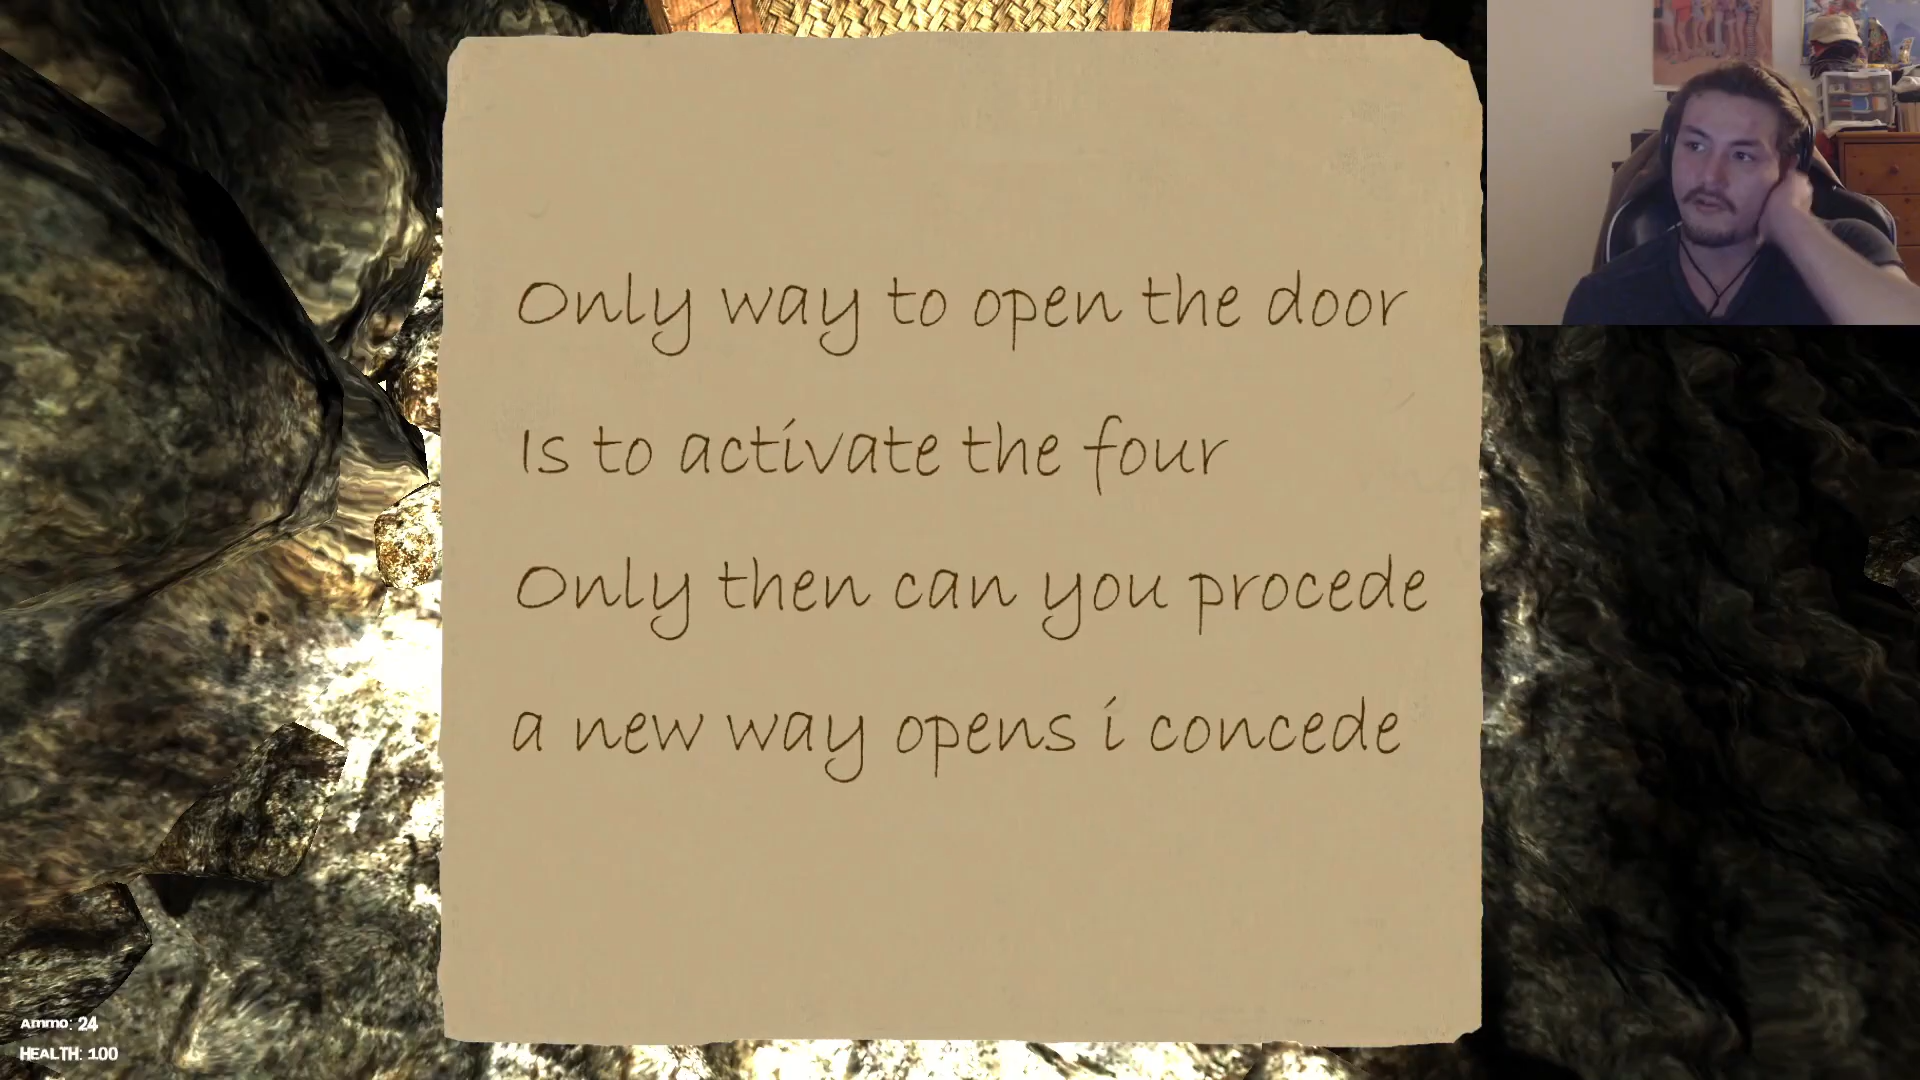 Only way to open the door
Is to activate the four
Only then can you procede
a new way opens i concede
Ammo: 24
HEALTH: 100